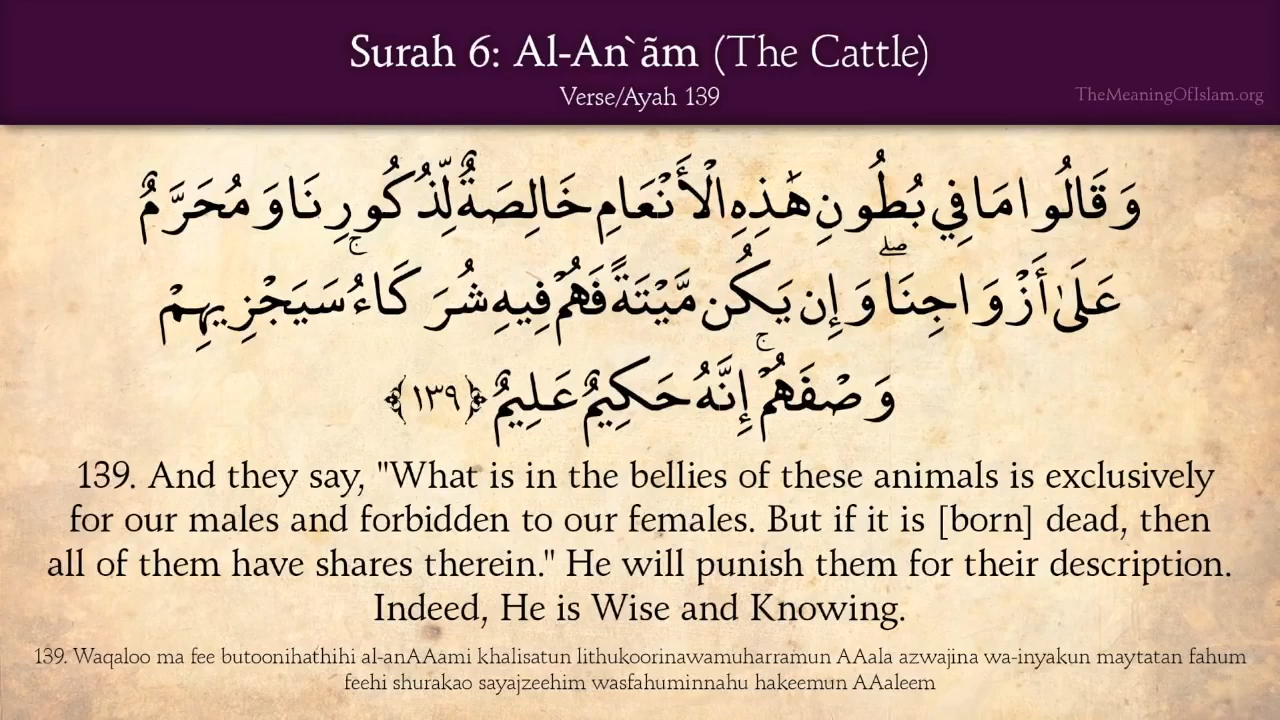 Surah 6: Al-An`ãm (The Cattle)
Verse/Ayah 139
TheMeaningOfIslam.org
وَقَالُوا مَا فِي بُطُونِ هَٰذِهِ الْأَنْعَامِ خَالِصَةٌ لِّذُكُورِنَا وَمُحَرَّمٌ
عَلَىٰ أَزْوَاجِنَا ۖ وَإِن يَكُن مَّيْتَةً فَهُمْ فِيهِ شُرَكَاءُ ۚ سَيَجْزِيهِمْ
وَصْفَهُمْ ۚ إِنَّهُ حَكِيمٌ عَلِيمٌ ﴿١٣٩﴾
139. And they say, "What is in the bellies of these animals is exclusively
for our males and forbidden to our females. But if it is [born] dead, then
all of them have shares therein." He will punish them for their description.
Indeed, He is Wise and Knowing.
139. Waqaloo ma fee butoonihathihi al-anAAami khalisatun lithukoorinawamuharramun AAala azwajina wa-inyakun maytatan fahum
feehi shurakao sayajzeehim wasfahuminnahu hakeemun AAaleem